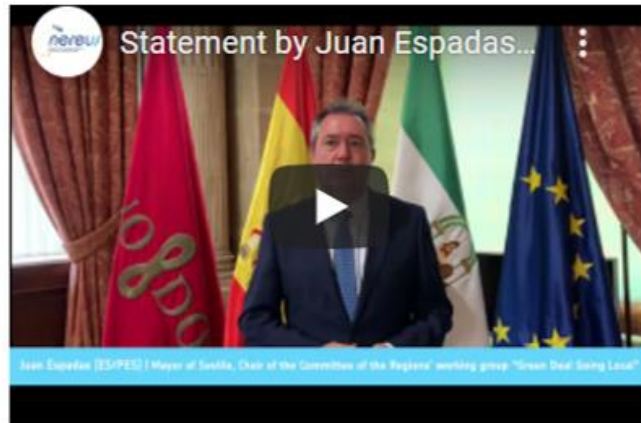 nereus
Statement by Juan Espadas...
NO8DO
Juan Espadas (ES/PES) | Mayor of Seville, Chair of the Committee of the Regions' working group "Green Deal Going Local"